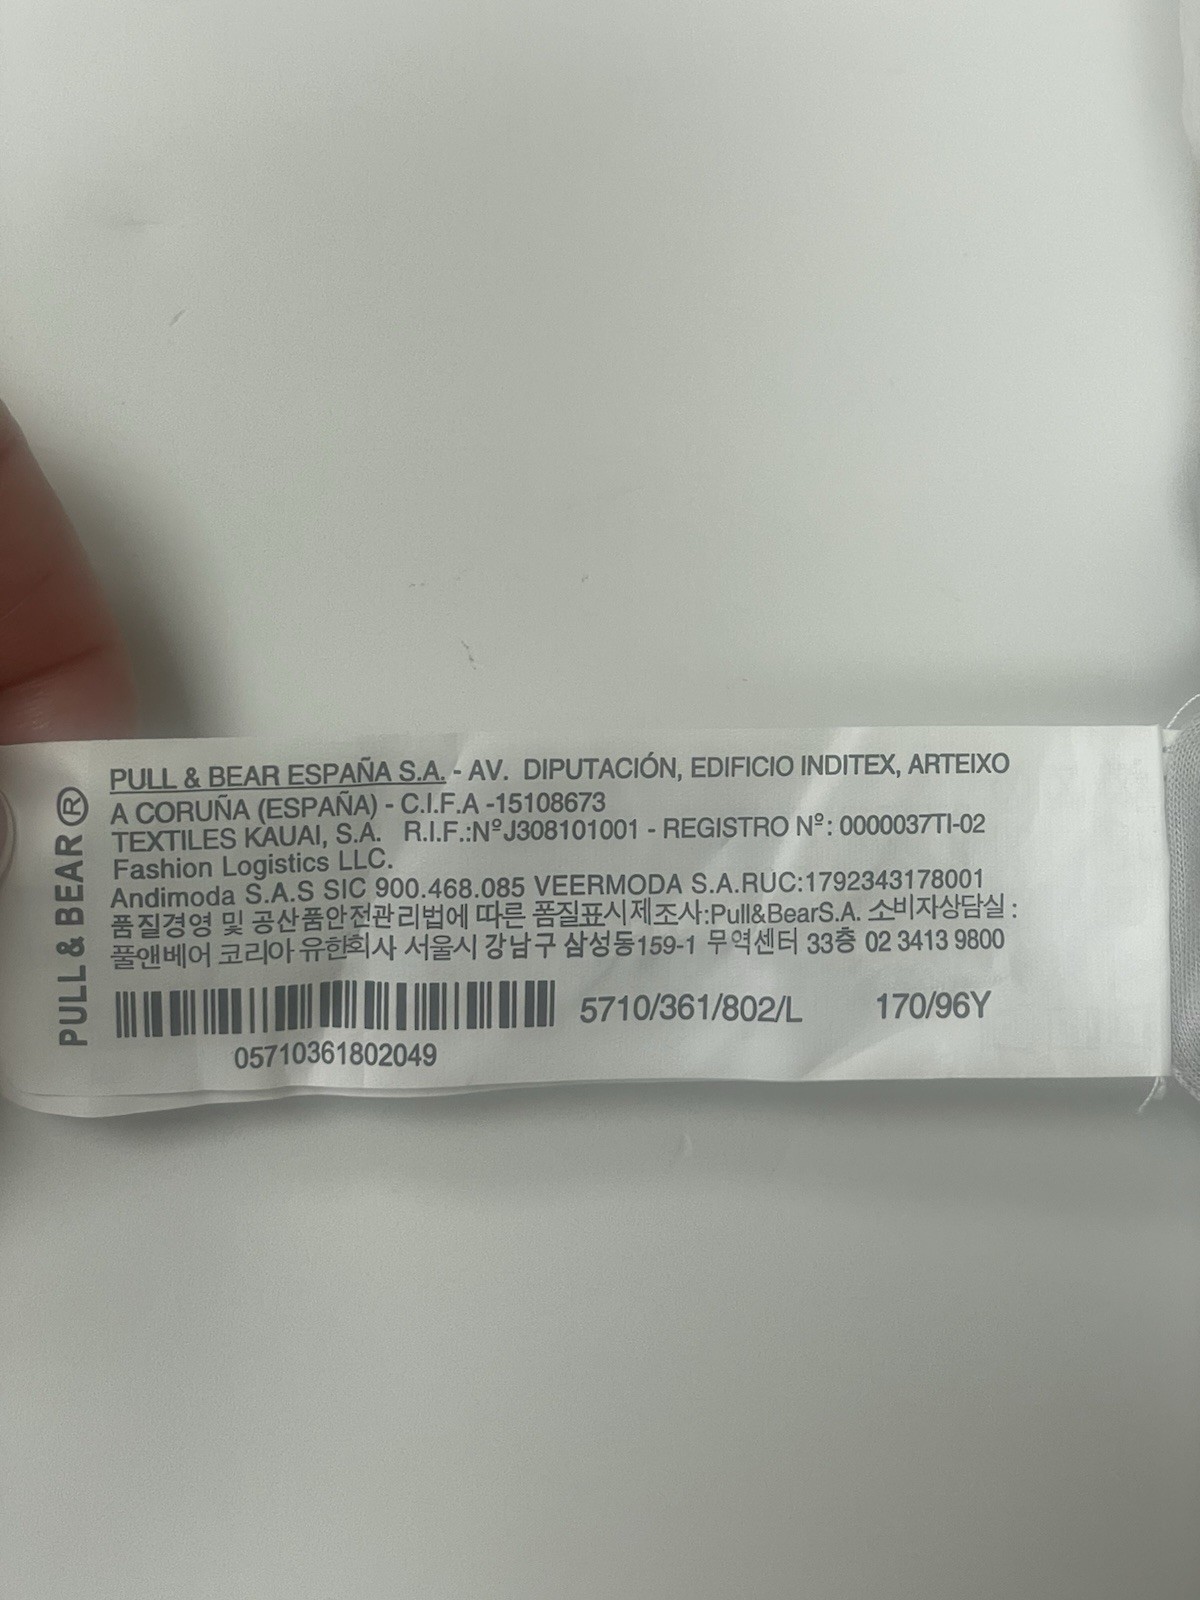 PULL & BEAR®
PULL & BEAR ESPAÑA S.A. - AV. DIPUTACIÓN, EDIFICIO INDITEX, ARTEIXO
A CORUÑA (ESPAÑA) - C.I.F.A -15108673
TEXTILES KAUAI, S.A. R.I.F.:Nº J308101001 - REGISTRO Nº: 0000037TI-02
Fashion Logistics LLC.
Andimoda S.A.S SIC 900.468.085 VEERMODA S.A.RUC:1792343178001
품질경영 및 공산품안전관리법에 따른 품질표시제조사:Pull&BearS.A. 소비자상담실 :
풀앤베어 코리아 유한회사 서울시 강남구 삼성동159-1 무역센터 33층 02 3413 9800
5710/361/802/L 170/96Y
05710361802049